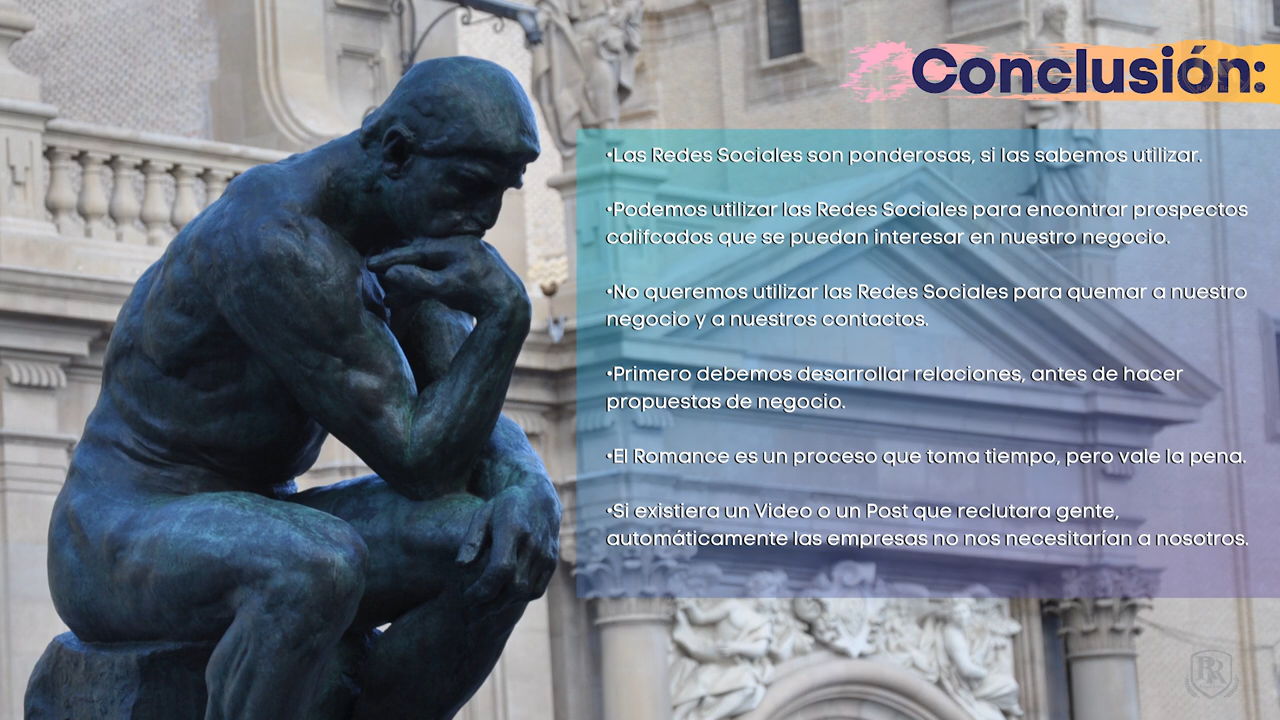 Conclusión:
•Las Redes Sociales son ponderosas, si las sabemos utilizar.
•Podemos utilizar las Redes Sociales para encontrar prospectos
califcados que se puedan interesar en nuestro negocio.
•No queremos utilizar las Redes Sociales para quemar a nuestro
negocio y a nuestros contactos.
•Primero debemos desarrollar relaciones, antes de hacer
propuestas de negocio.
•El Romance es un proceso que toma tiempo, pero vale la pena.
•Si existiera un Video o un Post que reclutara gente,
automáticamente las empresas no nos necesitarían a nosotros.